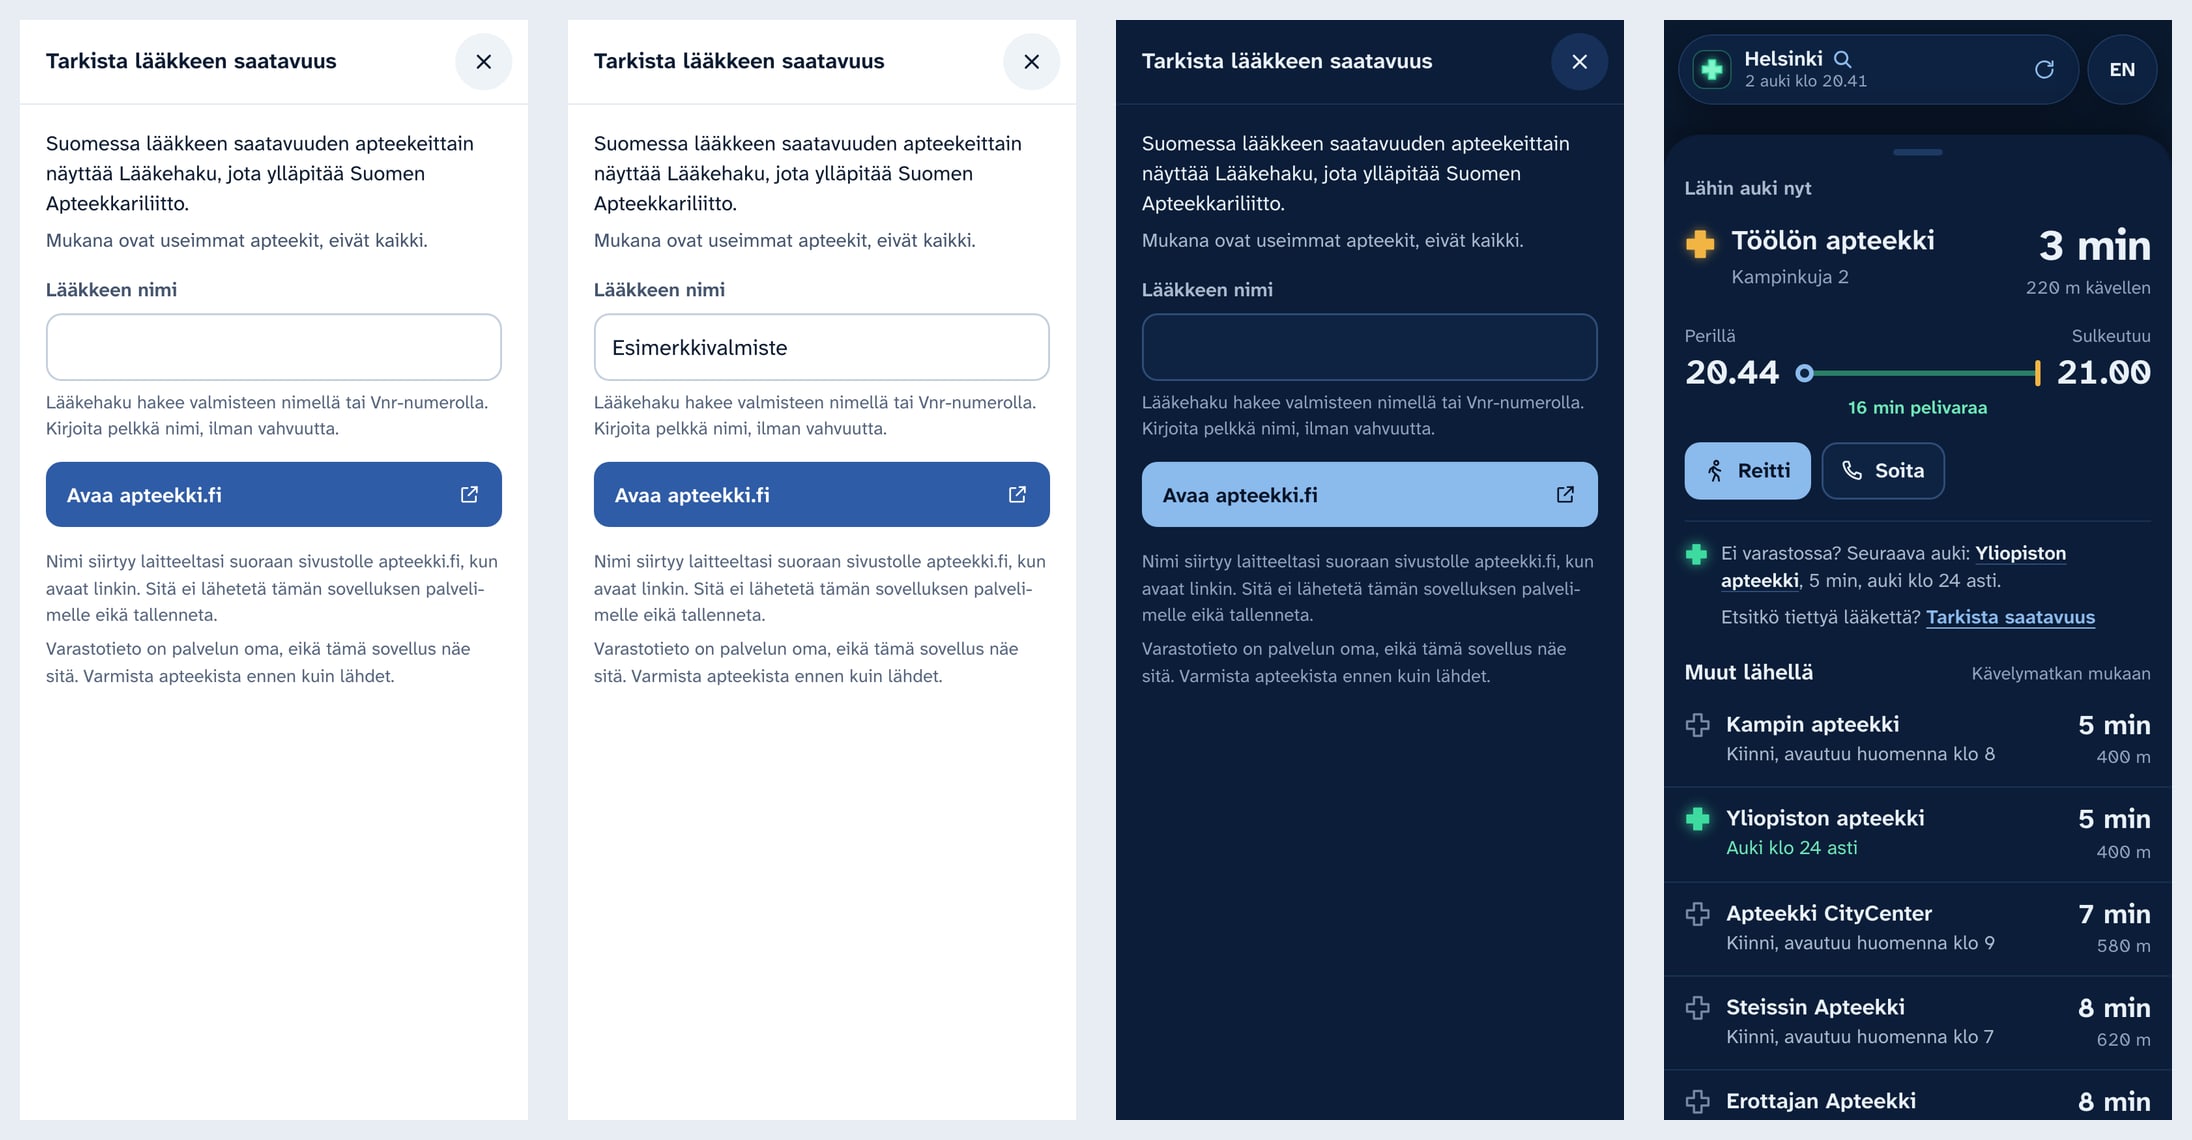 Tarkista lääkkeen saatavuus
Suomessa lääkkeen saatavuuden apteekeittain
näyttää Lääkehaku, jota ylläpitää Suomen
Apteekkariliitto.
Mukana ovat useimmat apteekit, eivät kaikki.
Lääkkeen nimi
Lääkehaku hakee valmisteen nimellä tai Vnr-numerolla.
Kirjoita pelkkä nimi, ilman vahvuutta.
Avaa apteekki.fi
Nimi siirtyy laitteeltasi suoraan sivustolle apteekki.fi, kun
avaat linkin. Sitä ei lähetetä tämän sovelluksen palveli-
melle eikä tallenneta.
Varastotieto on palvelun oma, eikä tämä sovellus näe
sitä. Varmista apteekista ennen kuin lähdet.
Tarkista lääkkeen saatavuus
Suomessa lääkkeen saatavuuden apteekeittain
näyttää Lääkehaku, jota ylläpitää Suomen
Apteekkariliitto.
Mukana ovat useimmat apteekit, eivät kaikki.
Lääkkeen nimi
Esimerkkivalmiste
Lääkehaku hakee valmisteen nimellä tai Vnr-numerolla.
Kirjoita pelkkä nimi, ilman vahvuutta.
Avaa apteekki.fi
Nimi siirtyy laitteeltasi suoraan sivustolle apteekki.fi, kun
avaat linkin. Sitä ei lähetetä tämän sovelluksen palveli-
melle eikä tallenneta.
Varastotieto on palvelun oma, eikä tämä sovellus näe
sitä. Varmista apteekista ennen kuin lähdet.
Tarkista lääkkeen saatavuus
Suomessa lääkkeen saatavuuden apteekeittain
näyttää Lääkehaku, jota ylläpitää Suomen
Apteekkariliitto.
Mukana ovat useimmat apteekit, eivät kaikki.
Lääkkeen nimi
Lääkehaku hakee valmisteen nimellä tai Vnr-numerolla.
Kirjoita pelkkä nimi, ilman vahvuutta.
Avaa apteekki.fi
Nimi siirtyy laitteeltasi suoraan sivustolle apteekki.fi, kun
avaat linkin. Sitä ei lähetetä tämän sovelluksen palveli-
melle eikä tallenneta.
Varastotieto on palvelun oma, eikä tämä sovellus näe
sitä. Varmista apteekista ennen kuin lähdet.
Helsinki
2 auki klo 20.41
EN
Lähin auki nyt
Töölön apteekki 3 min
Kampinkuja 2 220 m kävellen
Perillä Sulkeutuu
20.44 21.00
16 min pelivaraa
Reitti Soita
Ei varastossa? Seuraava auki: Yliopiston
apteekki, 5 min, auki klo 24 asti.
Etsitkö tiettyä lääkettä? Tarkista saatavuus
Muut lähellä Kävelymatkan mukaan
Kampin apteekki 5 min
Kiinni, avautuu huomenna klo 8 400 m
Yliopiston apteekki 5 min
Auki klo 24 asti 400 m
Apteekki CityCenter 7 min
Kiinni, avautuu huomenna klo 9 580 m
Steissin Apteekki 8 min
Kiinni, avautuu huomenna klo 7 620 m
Erottajan Apteekki 8 min